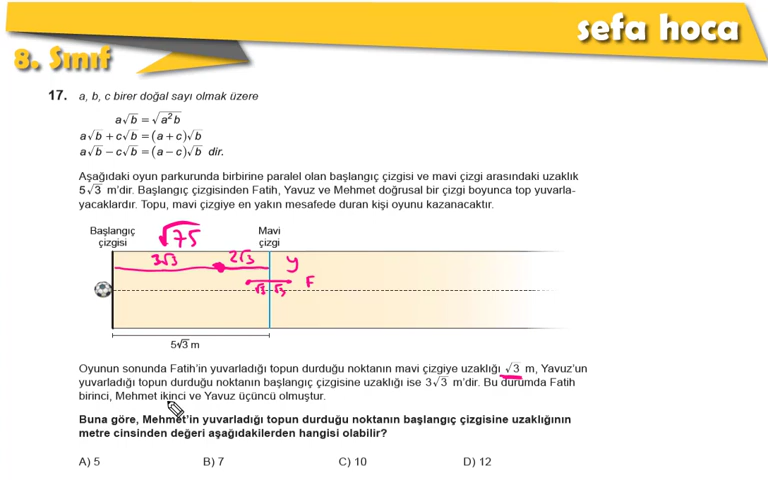 sefa hoca
8. Sınıf
17. a, b, c birer doğal sayı olmak üzere
a√b = √a²b
a√b + c√b = (a + c)√b
a√b − c√b = (a − c)√b dir.
Aşağıdaki oyun parkurunda birbirine paralel olan başlangıç çizgisi ve mavi çizgi arasındaki uzaklık
5√3 m'dir. Başlangıç çizgisinden Fatih, Yavuz ve Mehmet doğrusal bir çizgi boyunca top yuvarla-
yacaklardır. Topu, mavi çizgiye en yakın mesafede duran kişi oyunu kazanacaktır.
Başlangıç
çizgisi
√75
Mavi
çizgi
3√3 2√3 y
√3 √3 F
5√3 m
Oyunun sonunda Fatih'in yuvarladığı topun durduğu noktanın mavi çizgiye uzaklığı √3 m, Yavuz'un
yuvarladığı topun durduğu noktanın başlangıç çizgisine uzaklığı ise 3√3 m'dir. Bu durumda Fatih
birinci, Mehmet ikinci ve Yavuz üçüncü olmuştur.
Buna göre, Mehmet'in yuvarladığı topun durduğu noktanın başlangıç çizgisine uzaklığının
metre cinsinden değeri aşağıdakilerden hangisi olabilir?
A) 5 B) 7 C) 10 D) 12